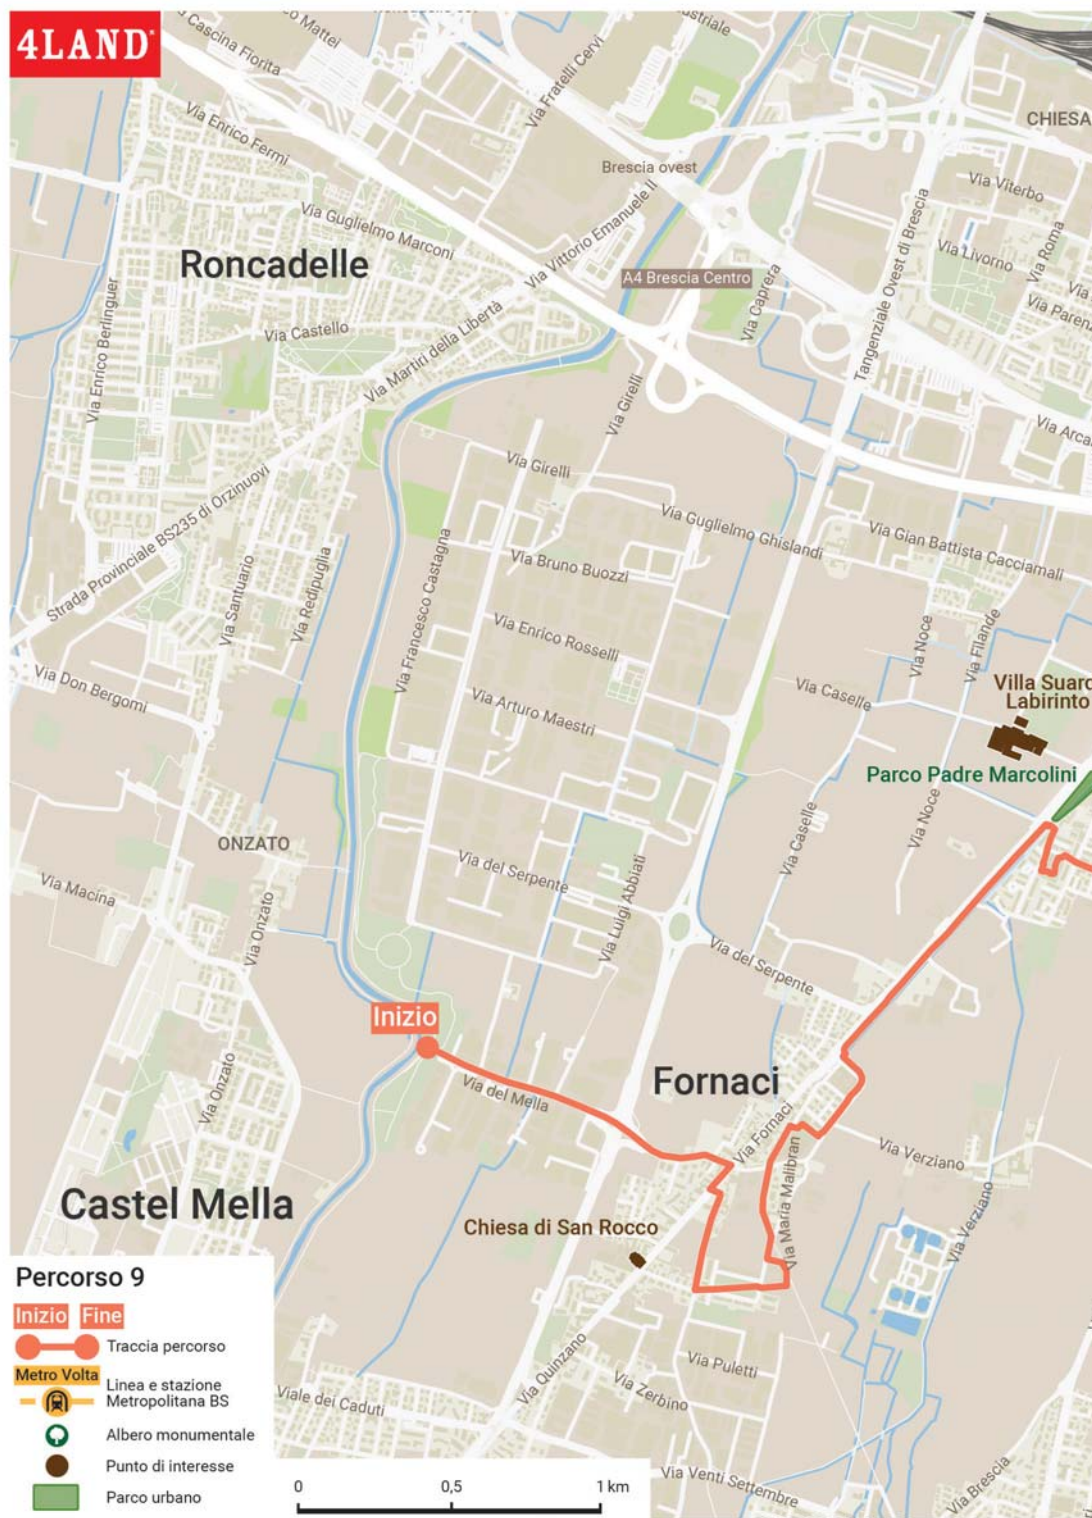 4LAND
Cascina Fiorita
Mattei
Via Fratelli Cervi
CHIESA
Via Enrico Fermi
Brescia ovest
Via Viterbo
Via Guglielmo Marconi
Via Vittorio Emanuele II
Via Roma
Via Livorno
Roncadelle
A4 Brescia Centro
Via Caprera
Tangenziale Ovest di Brescia
Via Castello
Via Martiri della Libertà
Via Enrico Berlinguer
Via Girelli
Via Arca
Via Girelli
Strada Provinciale BS235 di Orzinuovi
Via Guglielmo Ghislandi
Via Gian Battista Cacciamali
Via Francesco Castagna
Via Bruno Buozzi
Via Santuario
Via Redipuglia
Via Enrico Rosselli
Via Noce
Via Filande
Via Don Bergomi
Via Arturo Maestri
Via Caselle
Villa Suard
Labirinto
Parco Padre Marcolini
Via Noce
Via Caselle
ONZATO
Via del Serpente
Via Luigi Abbiati
Via Macina
Via Onzato
Via del Serpente
Inizio
Via Onzato
Via del Mella
Fornaci
Via Fornaci
Via Maria Malibran
Via Verziano
Via Verziano
Castel Mella
Chiesa di San Rocco
Via Quinzano
Via Puletti
Via Zerbino
Viale dei Caduti
Via Venti Settembre
Via Brescia
Percorso 9
Inizio Fine
Traccia percorso
Metro Volta
Linea e stazione
Metropolitana BS
Albero monumentale
Punto di interesse
Parco urbano
0 0,5 1 km